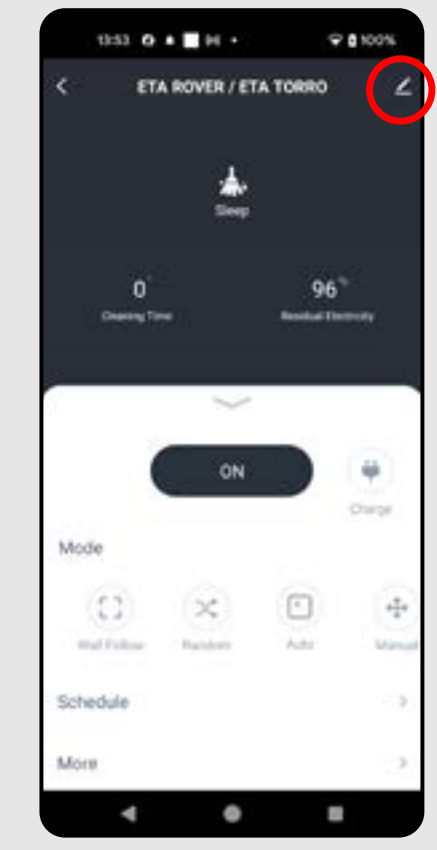 13:53
100%
ETA ROVER / ETA TORRO
Sleep
0'
96%
Cleaning Time
Residual Electricity
ON
Charge
Mode
Wall Follow
Random
Auto
Manual
Schedule
More